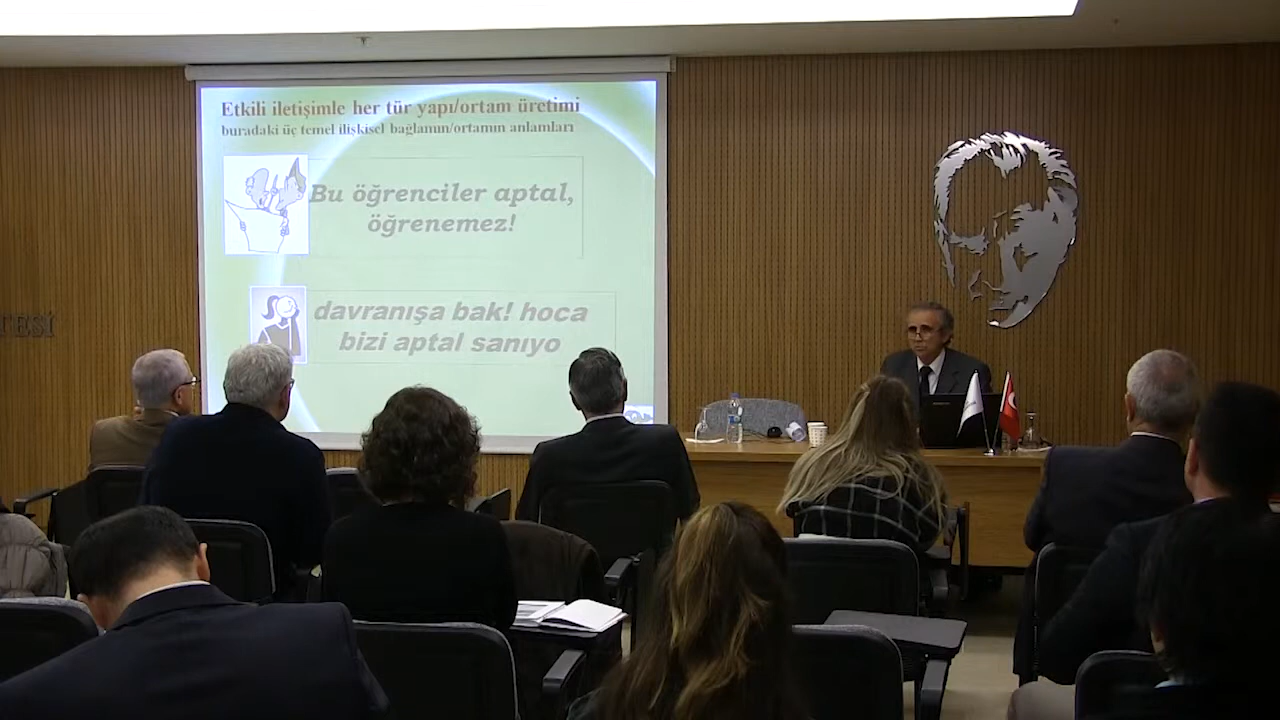 Etkili iletişimle her tür yapı/ortam üretimi
buradaki üç temel ilişkisel bağlamın/ortamın anlamları
Bu öğrenciler aptal,
öğrenemez!
davranışa bak! hoca
bizi aptal sanıyo
TESİ